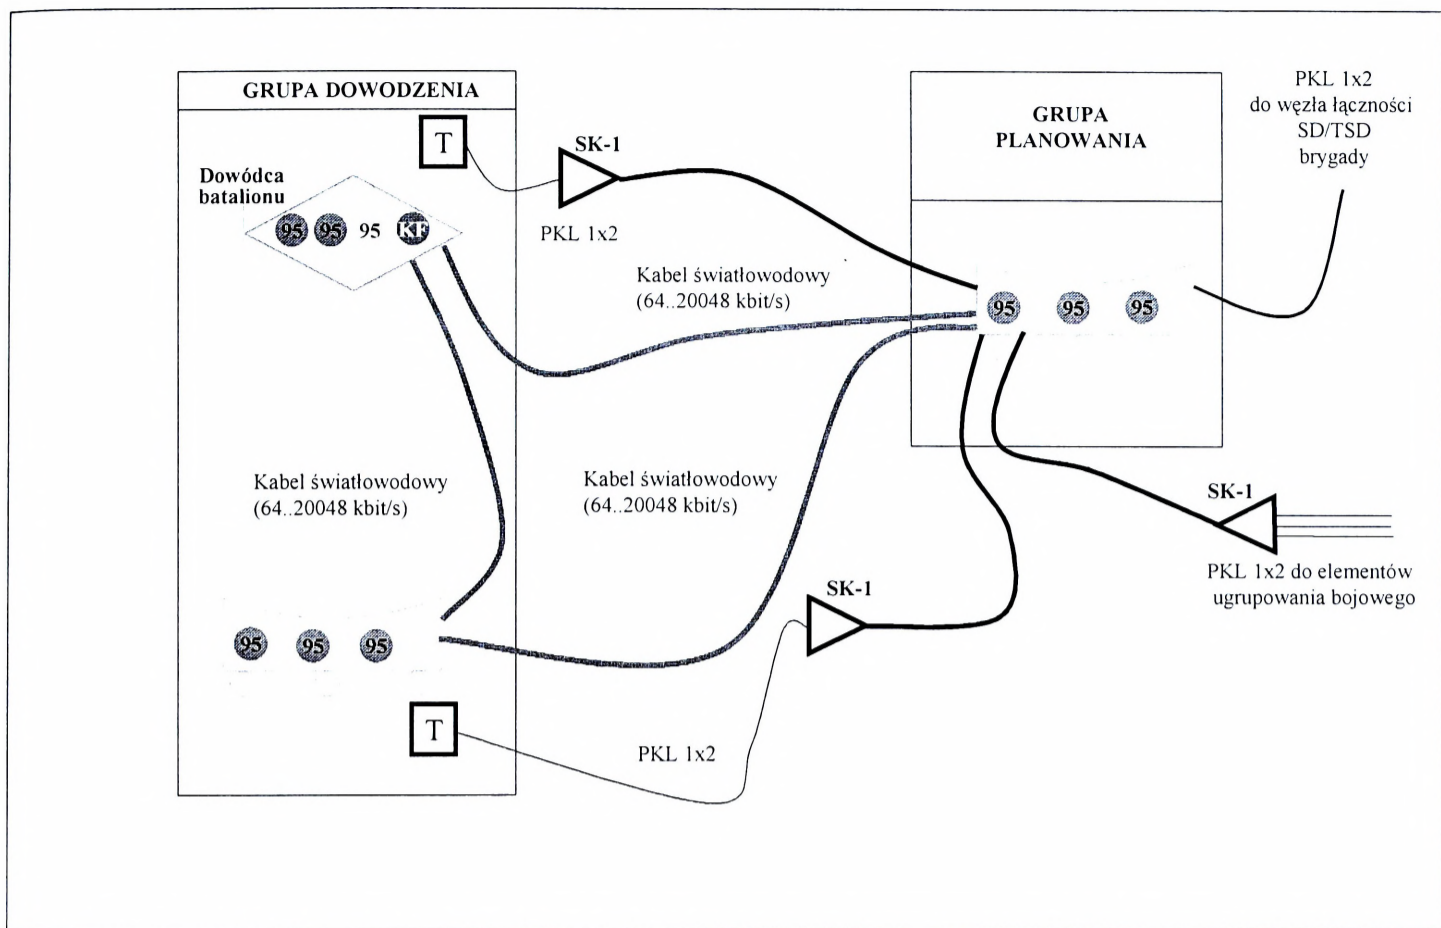 GRUPA DOWODZENIA
T
SK-1
Dowódca
batalionu
95 95 95 KF
PKL 1x2
Kabel światłowodowy
(64..20048 kbit/s)
GRUPA
PLANOWANIA
95 95 95
PKL 1x2
do węzła łączności
SD/TSD
brygady
Kabel światłowodowy
(64..20048 kbit/s)
Kabel światłowodowy
(64..20048 kbit/s)
SK-1
PKL 1x2 do elementów
ugrupowania bojowego
SK-1
95 95 95
T
PKL 1x2